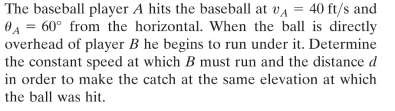 The baseball player A hits the baseball at v_A = 40 ft/s and
θ_A = 60° from the horizontal. When the ball is directly
overhead of player B he begins to run under it. Determine
the constant speed at which B must run and the distance d
in order to make the catch at the same elevation at which
the ball was hit.